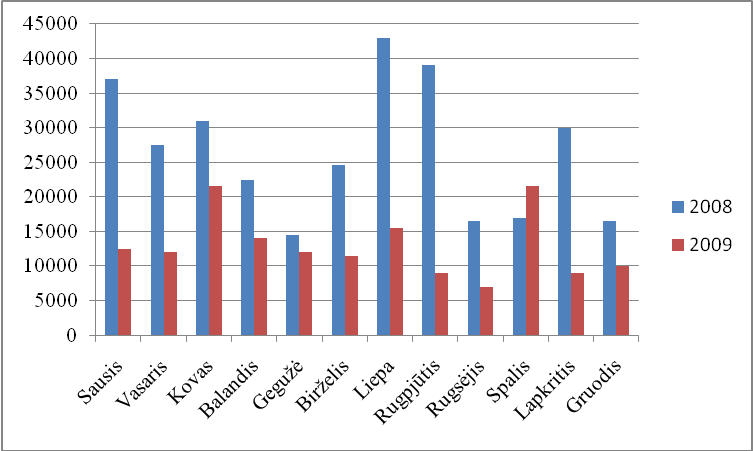 45000
40000
35000
30000
25000
20000
15000
10000
5000
0
Sausis
Vasaris
Kovas
Balandis
Gegužė
Birželis
Liepa
Rugpjūtis
Rugsėjis
Spalis
Lapkritis
Gruodis
2008
2009